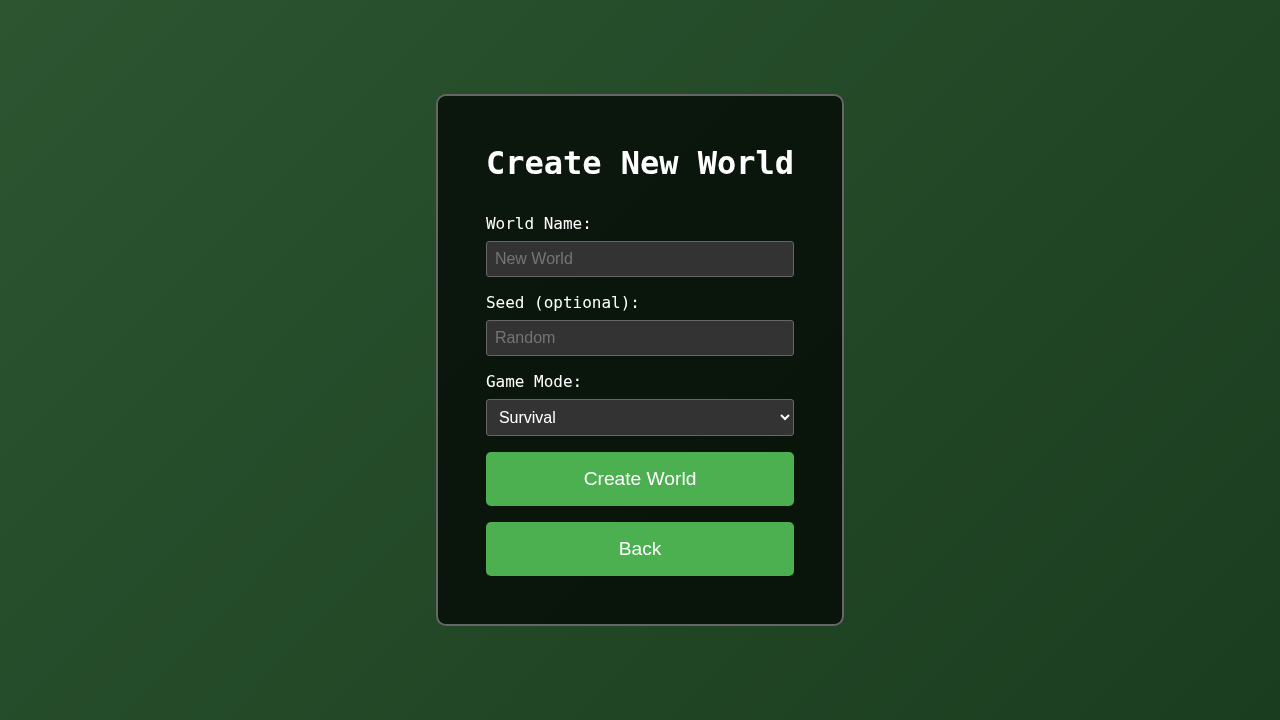 Create New World
World Name:
New World
Seed (optional):
Random
Game Mode:
Survival
Create World
Back